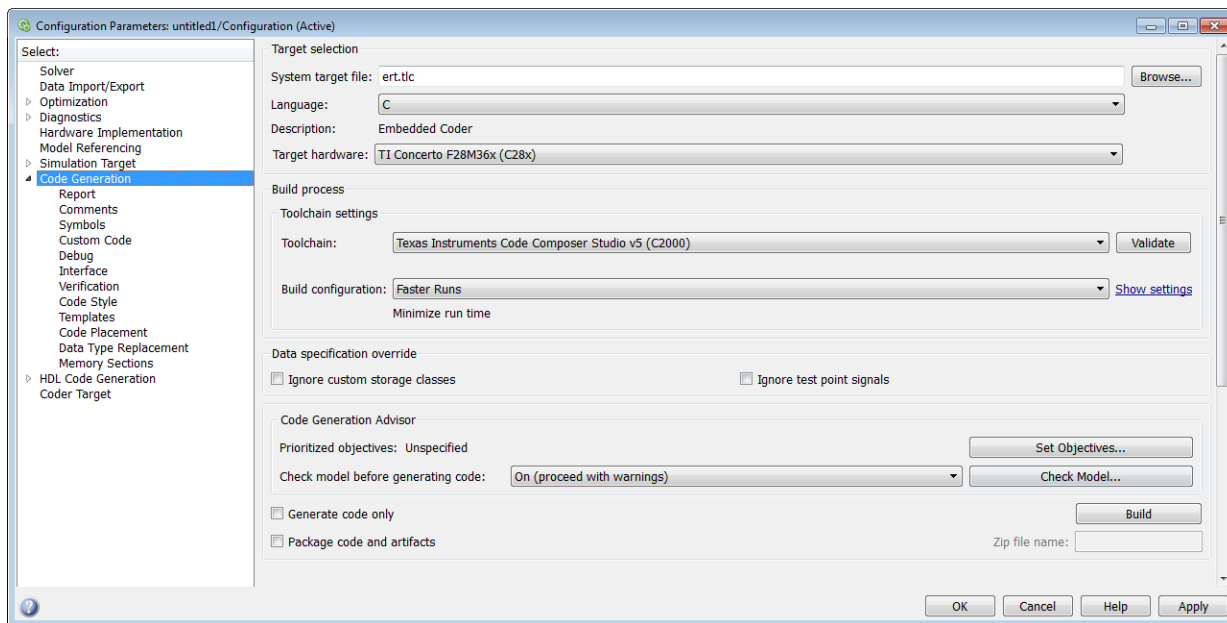 Configuration Parameters: untitled1/Configuration (Active)
Select:
Solver
Data Import/Export
Optimization
Diagnostics
Hardware Implementation
Model Referencing
Simulation Target
Code Generation
Report
Comments
Symbols
Custom Code
Debug
Interface
Verification
Code Style
Templates
Code Placement
Data Type Replacement
Memory Sections
HDL Code Generation
Coder Target
Target selection
System target file: ert.tlc Browse...
Language: C
Description: Embedded Coder
Target hardware: TI Concerto F28M36x (C28x)
Build process
Toolchain settings
Toolchain: Texas Instruments Code Composer Studio v5 (C2000) Validate
Build configuration: Faster Runs Show settings
Minimize run time
Data specification override
Ignore custom storage classes Ignore test point signals
Code Generation Advisor
Prioritized objectives: Unspecified Set Objectives...
Check model before generating code: On (proceed with warnings) Check Model...
Generate code only Build
Package code and artifacts Zip file name:
OK Cancel Help Apply